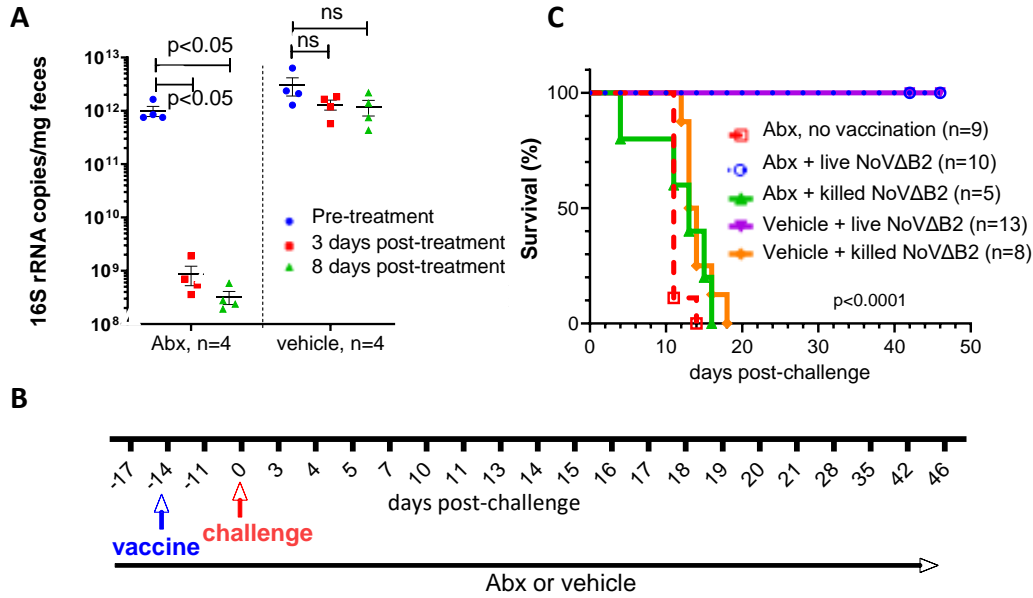 A
16S rRNA copies/mg feces
10¹³
10¹²
10¹¹
10¹⁰
10⁹
10⁸
p<0.05
p<0.05
ns
ns
Pre-treatment
3 days post-treatment
8 days post-treatment
Abx, n=4
vehicle, n=4
C
Survival (%)
100
50
0
Abx, no vaccination (n=9)
Abx + live NoVΔB2 (n=10)
Abx + killed NoVΔB2 (n=5)
Vehicle + live NoVΔB2 (n=13)
Vehicle + killed NoVΔB2 (n=8)
p<0.0001
0 10 20 30 40 50
days post-challenge
B
-17 -14 -11 0 3 4 5 7 10 11 13 14 15 16 17 18 19 20 21 28 35 42 46
days post-challenge
vaccine
challenge
Abx or vehicle